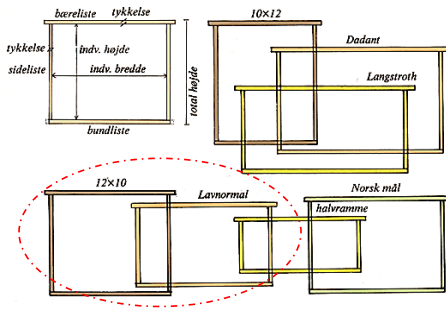 bæreliste tykkelse
tykkelse
indv. højde
sideliste
indv. bredde
total højde
bundliste
10×12
Dadant
Langstroth
12×10
Lavnormal
halvramme
Norsk mål